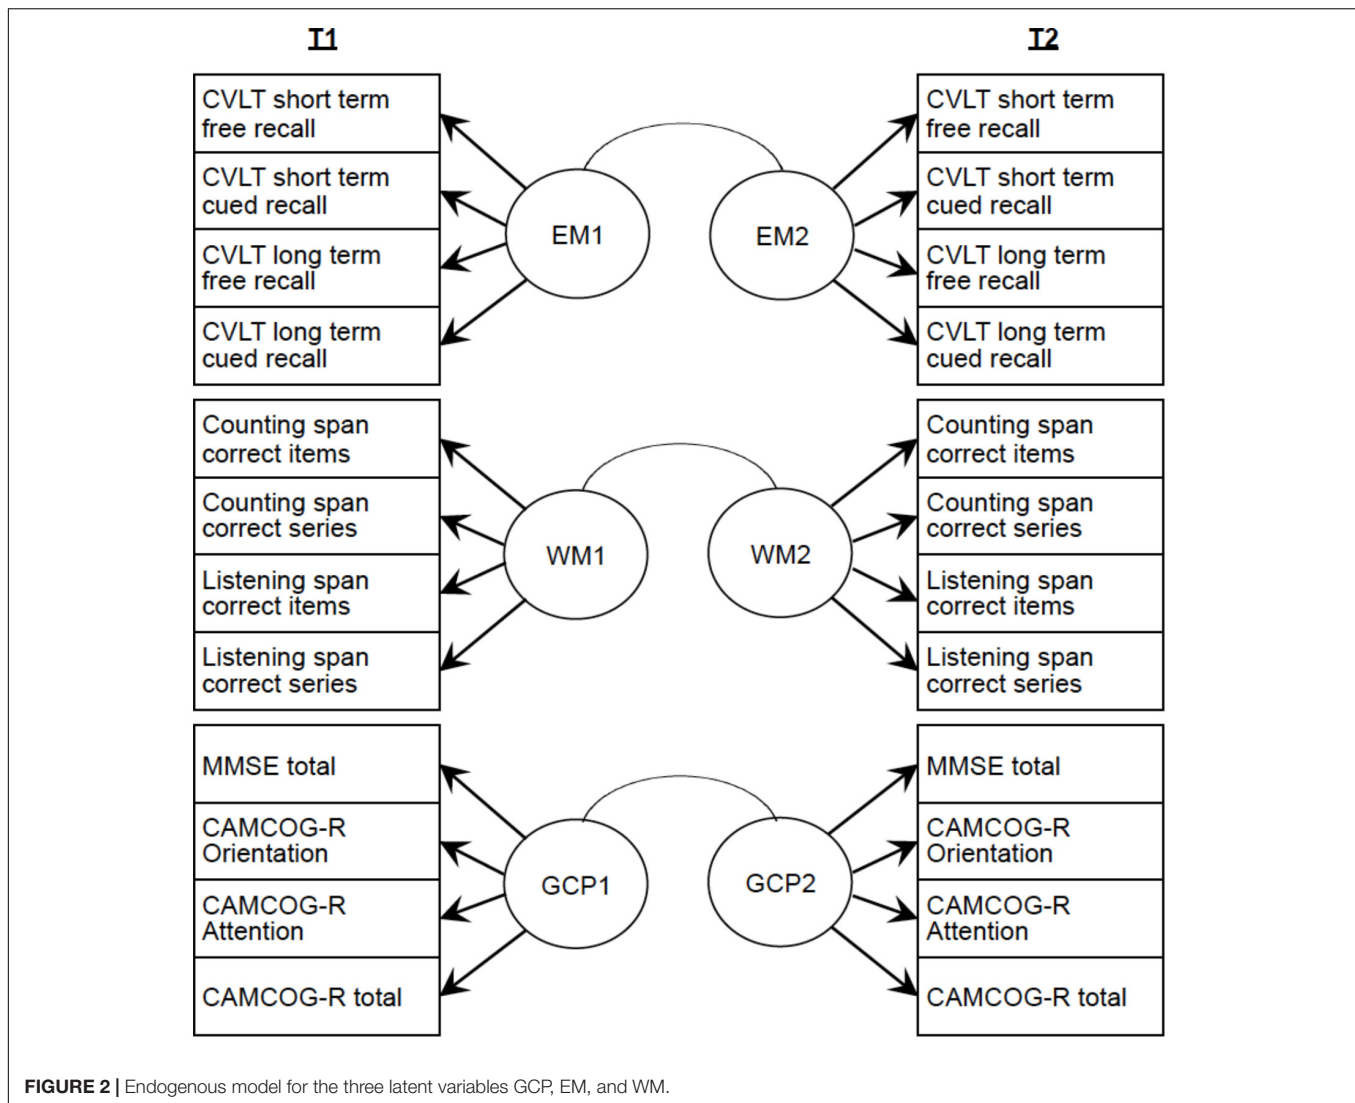 T1
T2
CVLT short term
free recall
CVLT short term
cued recall
CVLT long term
free recall
CVLT long term
cued recall
EM1
EM2
CVLT short term
free recall
CVLT short term
cued recall
CVLT long term
free recall
CVLT long term
cued recall
Counting span
correct items
Counting span
correct series
Listening span
correct items
Listening span
correct series
WM1
WM2
Counting span
correct items
Counting span
correct series
Listening span
correct items
Listening span
correct series
MMSE total
CAMCOG-R
Orientation
CAMCOG-R
Attention
CAMCOG-R total
GCP1
GCP2
MMSE total
CAMCOG-R
Orientation
CAMCOG-R
Attention
CAMCOG-R total
FIGURE 2 | Endogenous model for the three latent variables GCP, EM, and WM.